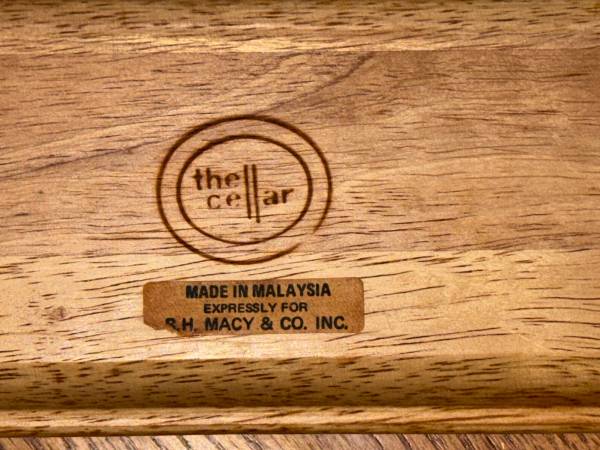 the
cellar
MADE IN MALAYSIA
EXPRESSLY FOR
R.H. MACY & CO. INC.